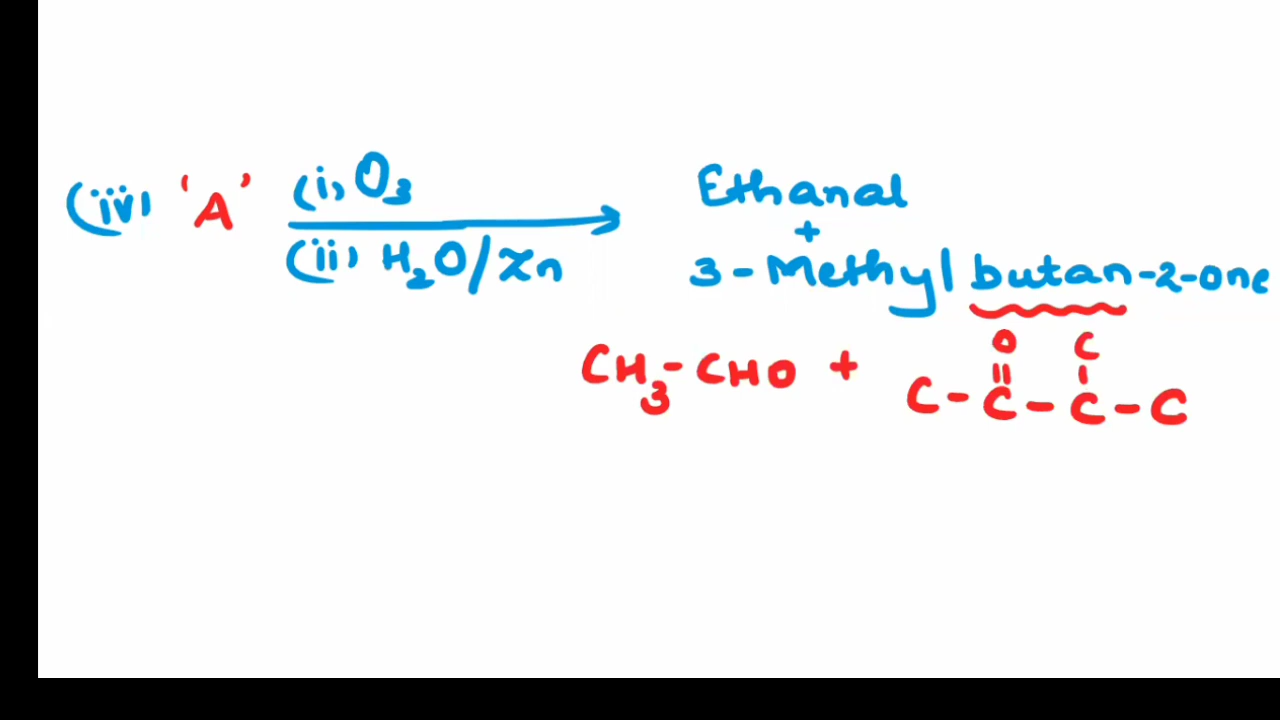 (iv) 'A' (i) O3
(ii) H2O/Zn
Ethanal
+
3-Methyl butan-2-one
CH3-CHO +
O C
|| |
C-C-C-C